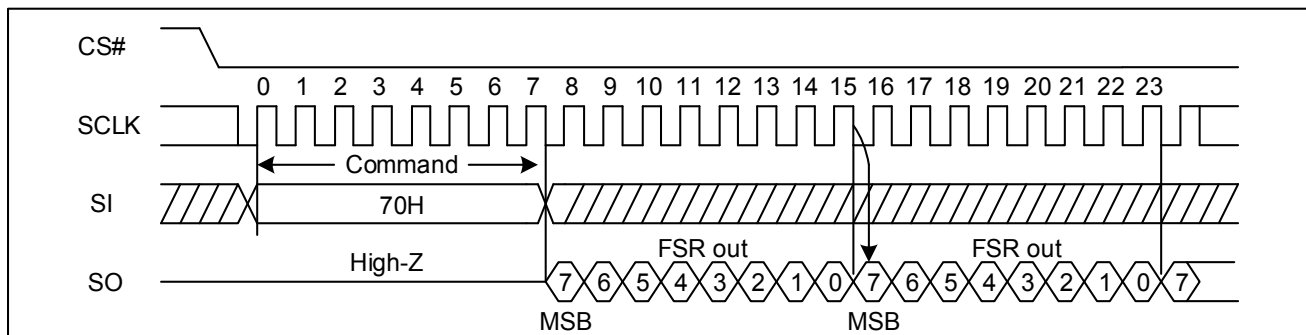 CS#
0 1 2 3 4 5 6 7 8 9 10 11 12 13 14 15 16 17 18 19 20 21 22 23
SCLK
Command
SI
70H
High-Z
FSR out
FSR out
SO
7 6 5 4 3 2 1 0 7 6 5 4 3 2 1 0 7
MSB
MSB